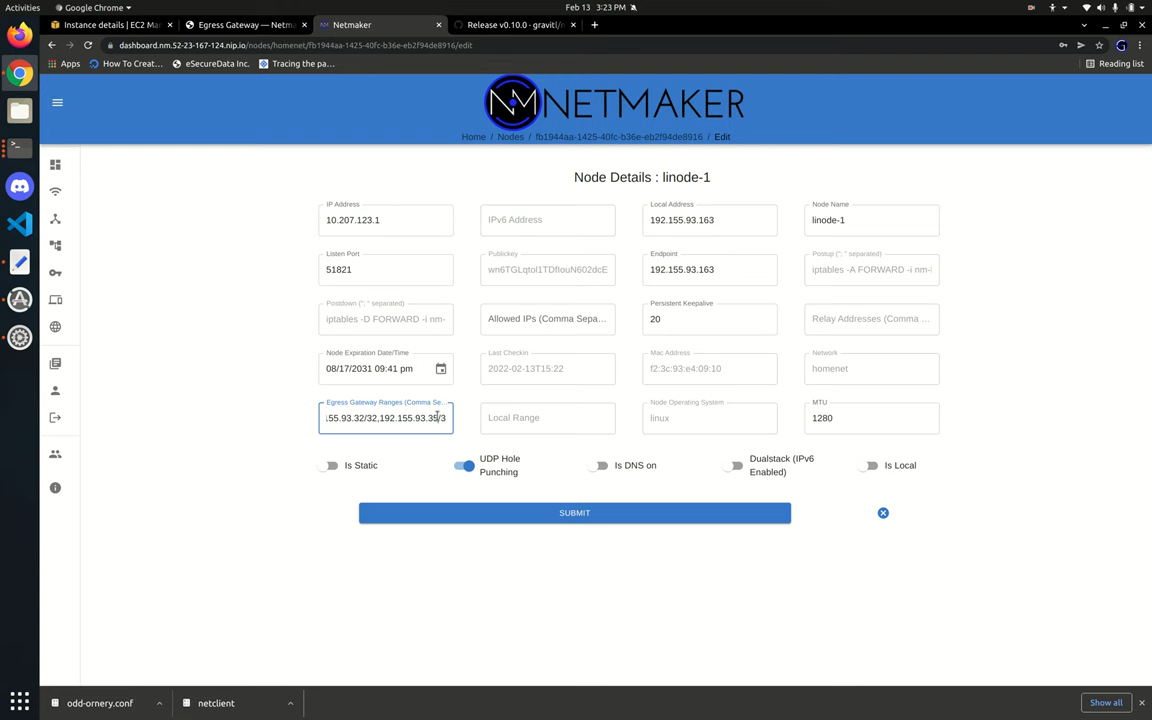 Activities
Google Chrome
Feb 13 3:23 PM
Instance details | EC2 Ma
Egress Gateway — Netm
Netmaker
Release v0.10.0 · gravitl/n
dashboard.nm.52-23-167-124.nip.io/nodes/homenet/fb1944aa-1425-40fc-b36e-eb2f94de8916/edit
Apps
How To Creat…
eSecureData Inc.
Tracing the pa…
Reading list
NETMAKER
Home / Nodes / fb1944aa-1425-40fc-b36e-eb2f94de8916 / Edit
Node Details : linode-1
IP Address
10.207.123.1
IPv6 Address
Local Address
192.155.93.163
Node Name
linode-1
Listen Port
51821
Publickey
wn6TGLqtol1TDfIouN602dcE
Endpoint
192.155.93.163
Postup ("; " separated)
iptables -A FORWARD -i nm-l
Postdown ("; " separated)
iptables -D FORWARD -i nm-
Allowed IPs (Comma Sepa…
Persistent Keepalive
20
Relay Addresses (Comma …
Node Expiration Date/Time
08/17/2031 09:41 pm
Last Checkin
2022-02-13T15:22
Mac Address
f2:3c:93:e4:09:10
Network
homenet
Egress Gateway Ranges (Comma Se…
.155.93.32/32,192.155.93.35/3
Local Range
Node Operating System
linux
MTU
1280
Is Static
UDP Hole
Punching
Is DNS on
Dualstack (IPv6
Enabled)
Is Local
SUBMIT
odd-ornery.conf
netclient
Show all